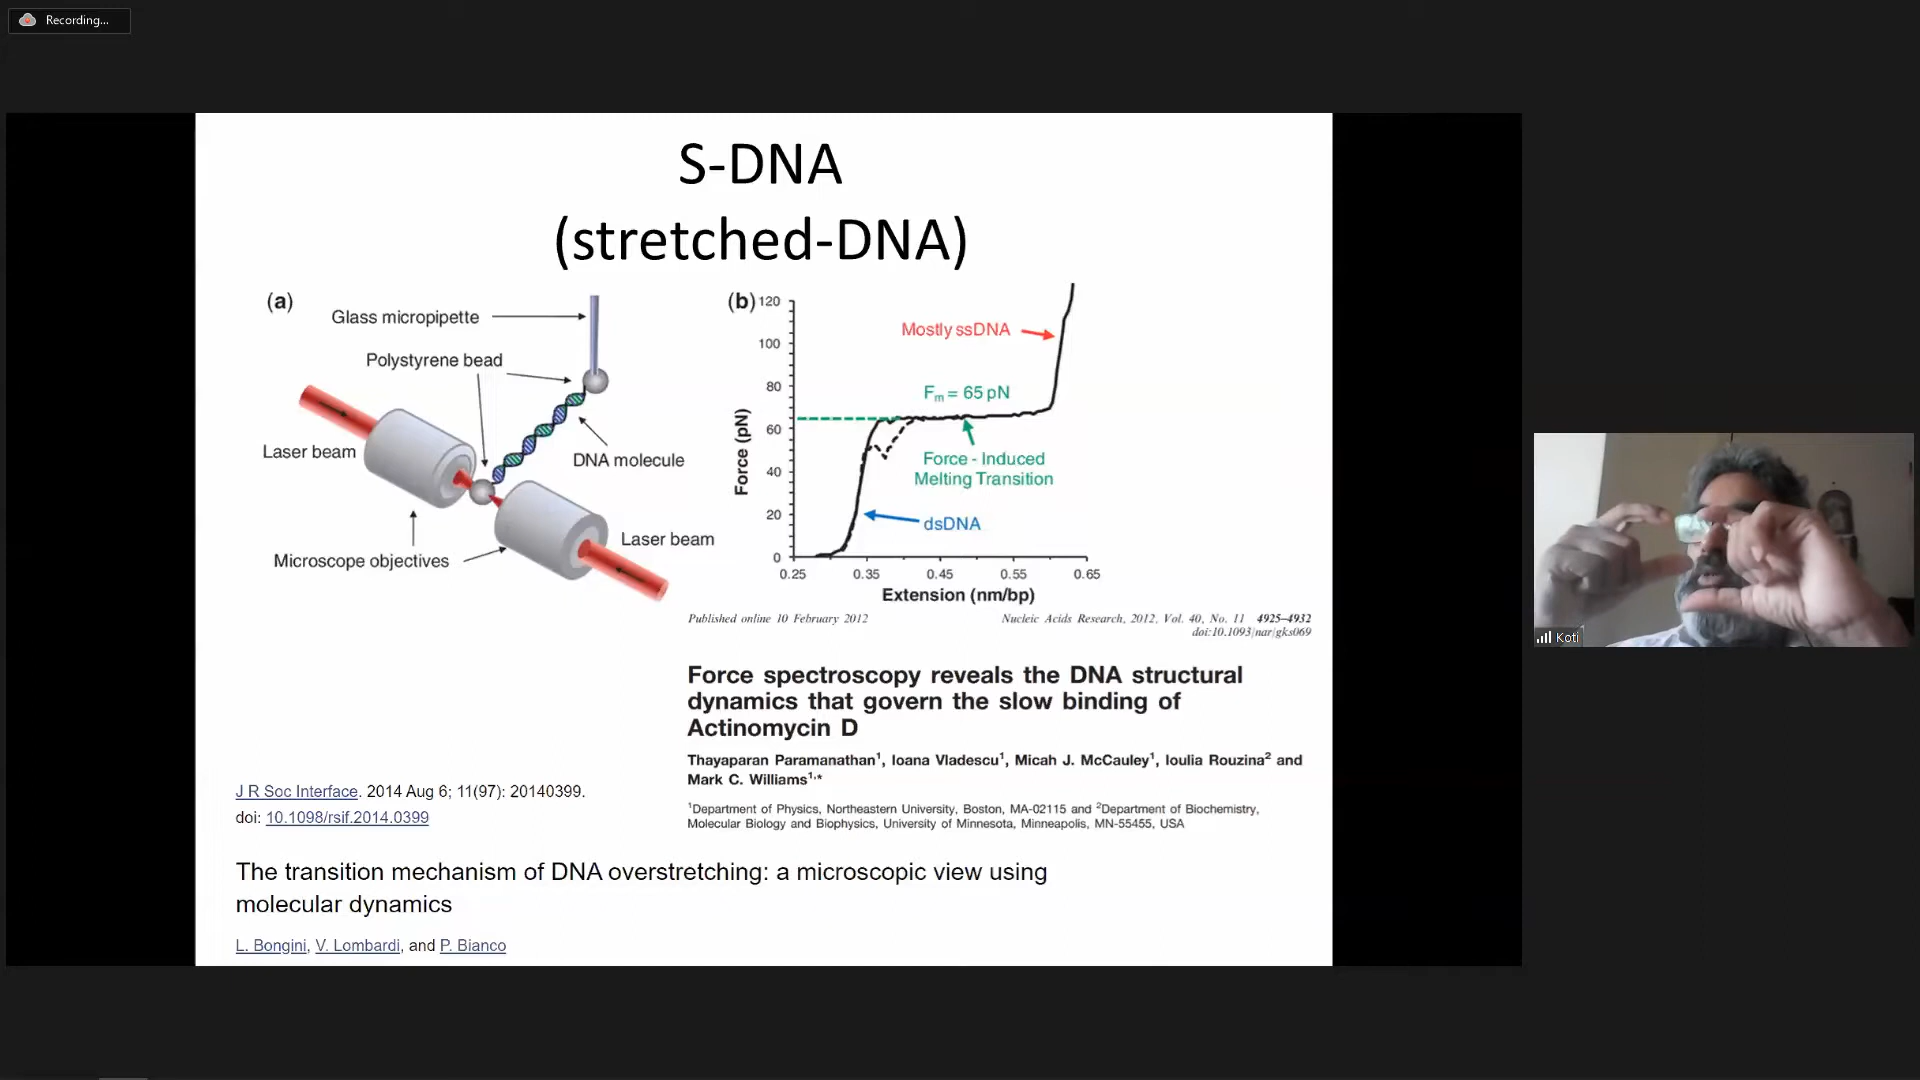 Recording...
S-DNA
(stretched-DNA)
(a)
Glass micropipette
Polystyrene bead
Laser beam
DNA molecule
Laser beam
Microscope objectives
(b)
120
100
80
60
40
20
0
Force (pN)
Mostly ssDNA
Fm = 65 pN
Force - Induced
Melting Transition
dsDNA
0.25 0.35 0.45 0.55 0.65
Extension (nm/bp)
Published online 10 February 2012
Nucleic Acids Research, 2012, Vol. 40, No. 11 4925–4932
doi:10.1093/nar/gks069
Force spectroscopy reveals the DNA structural
dynamics that govern the slow binding of
Actinomycin D
Thayaparan Paramanathan1, Ioana Vladescu1, Micah J. McCauley1, Ioulia Rouzina2 and
Mark C. Williams1,*
1Department of Physics, Northeastern University, Boston, MA-02115 and 2Department of Biochemistry,
Molecular Biology and Biophysics, University of Minnesota, Minneapolis, MN-55455, USA
J R Soc Interface. 2014 Aug 6; 11(97): 20140399.
doi: 10.1098/rsif.2014.0399
The transition mechanism of DNA overstretching: a microscopic view using
molecular dynamics
L. Bongini, V. Lombardi, and P. Bianco
Koti